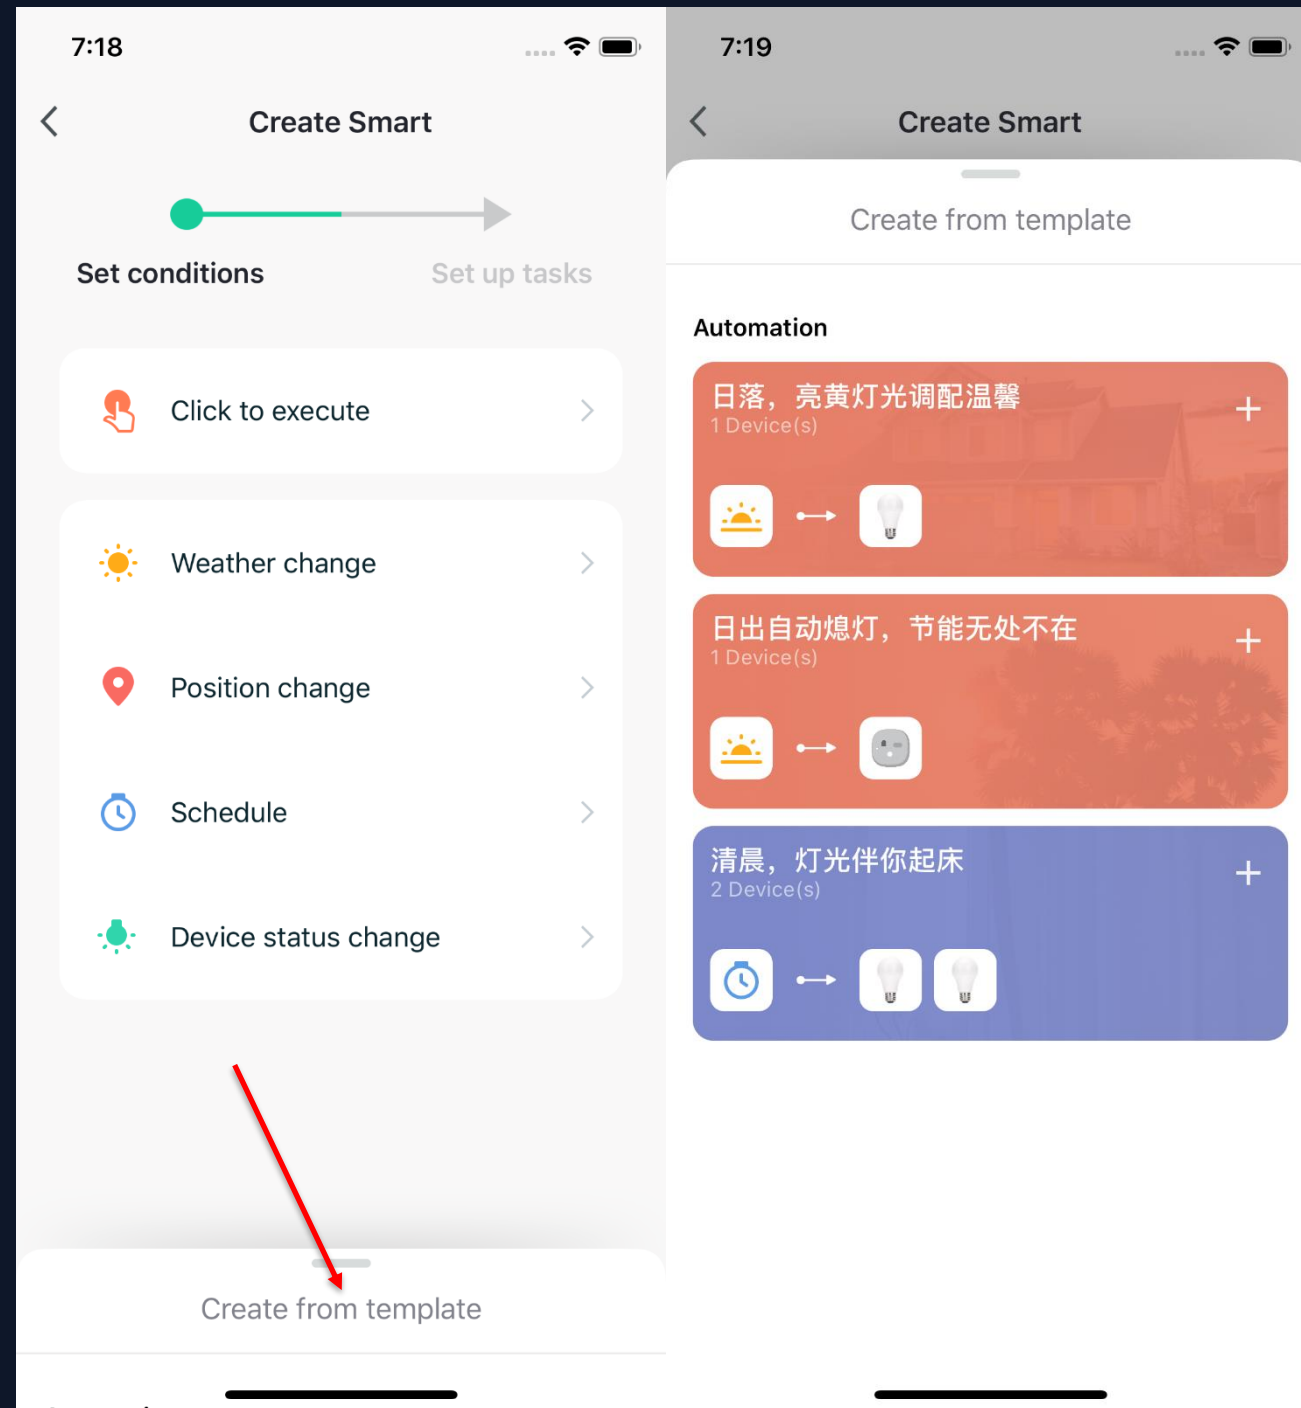 7:18
Create Smart
Set conditions
Set up tasks
Click to execute
Weather change
Position change
Schedule
Device status change
Create from template
7:19
Create Smart
Create from template
Automation
日落，亮黄灯光调配温馨
1 Device(s)
日出自动熄灯，节能无处不在
1 Device(s)
清晨，灯光伴你起床
2 Device(s)